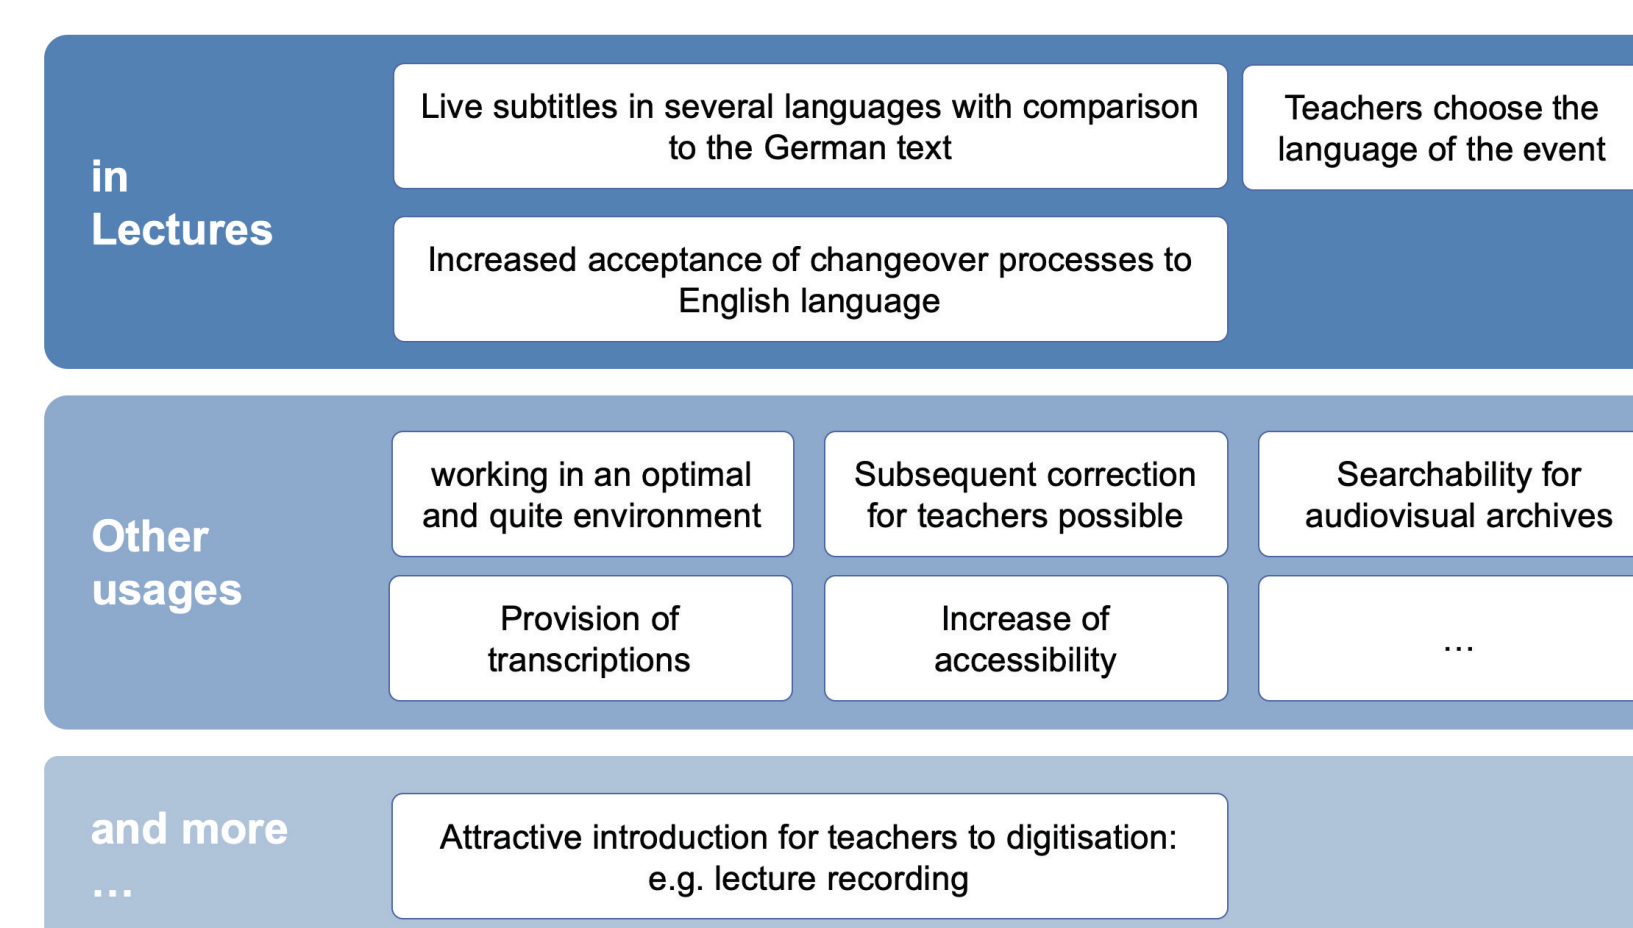 in
Lectures
Live subtitles in several languages with comparison
to the German text
Teachers choose the
language of the event
Increased acceptance of changeover processes to
English language
Other
usages
working in an optimal
and quite environment
Subsequent correction
for teachers possible
Searchability for
audiovisual archives
Provision of
transcriptions
Increase of
accessibility
...
and more
...
Attractive introduction for teachers to digitisation:
e.g. lecture recording